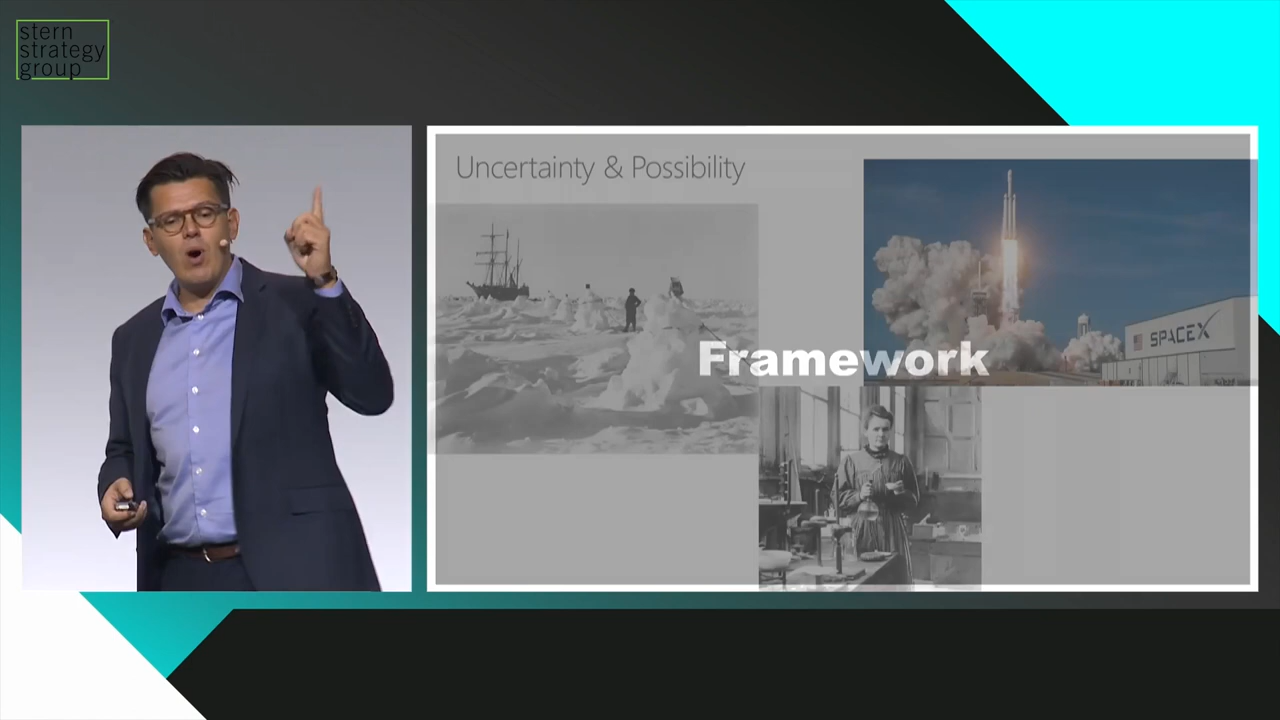 stern
strategy
group
Uncertainty & Possibility
SPACEX
Framework